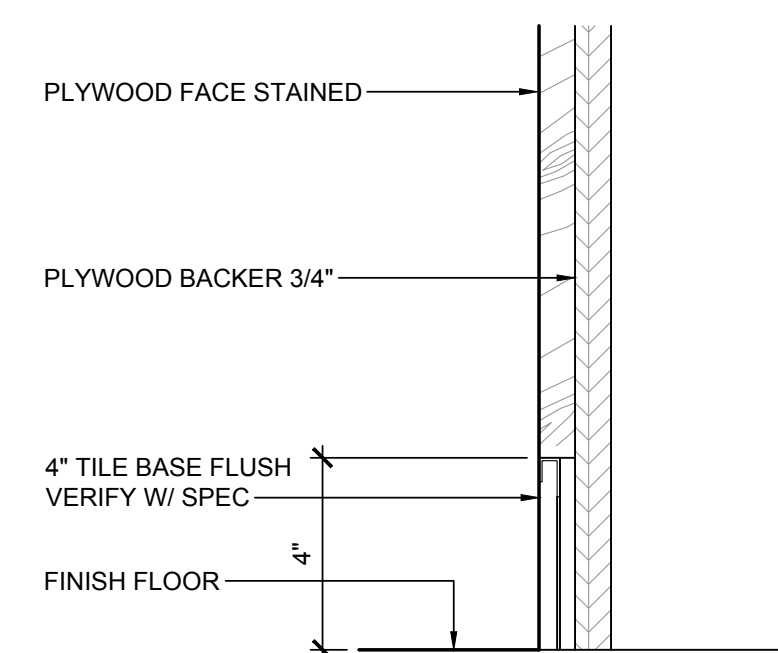 PLYWOOD FACE STAINED
PLYWOOD BACKER 3/4"
4" TILE BASE FLUSH
VERIFY W/ SPEC
4"
FINISH FLOOR